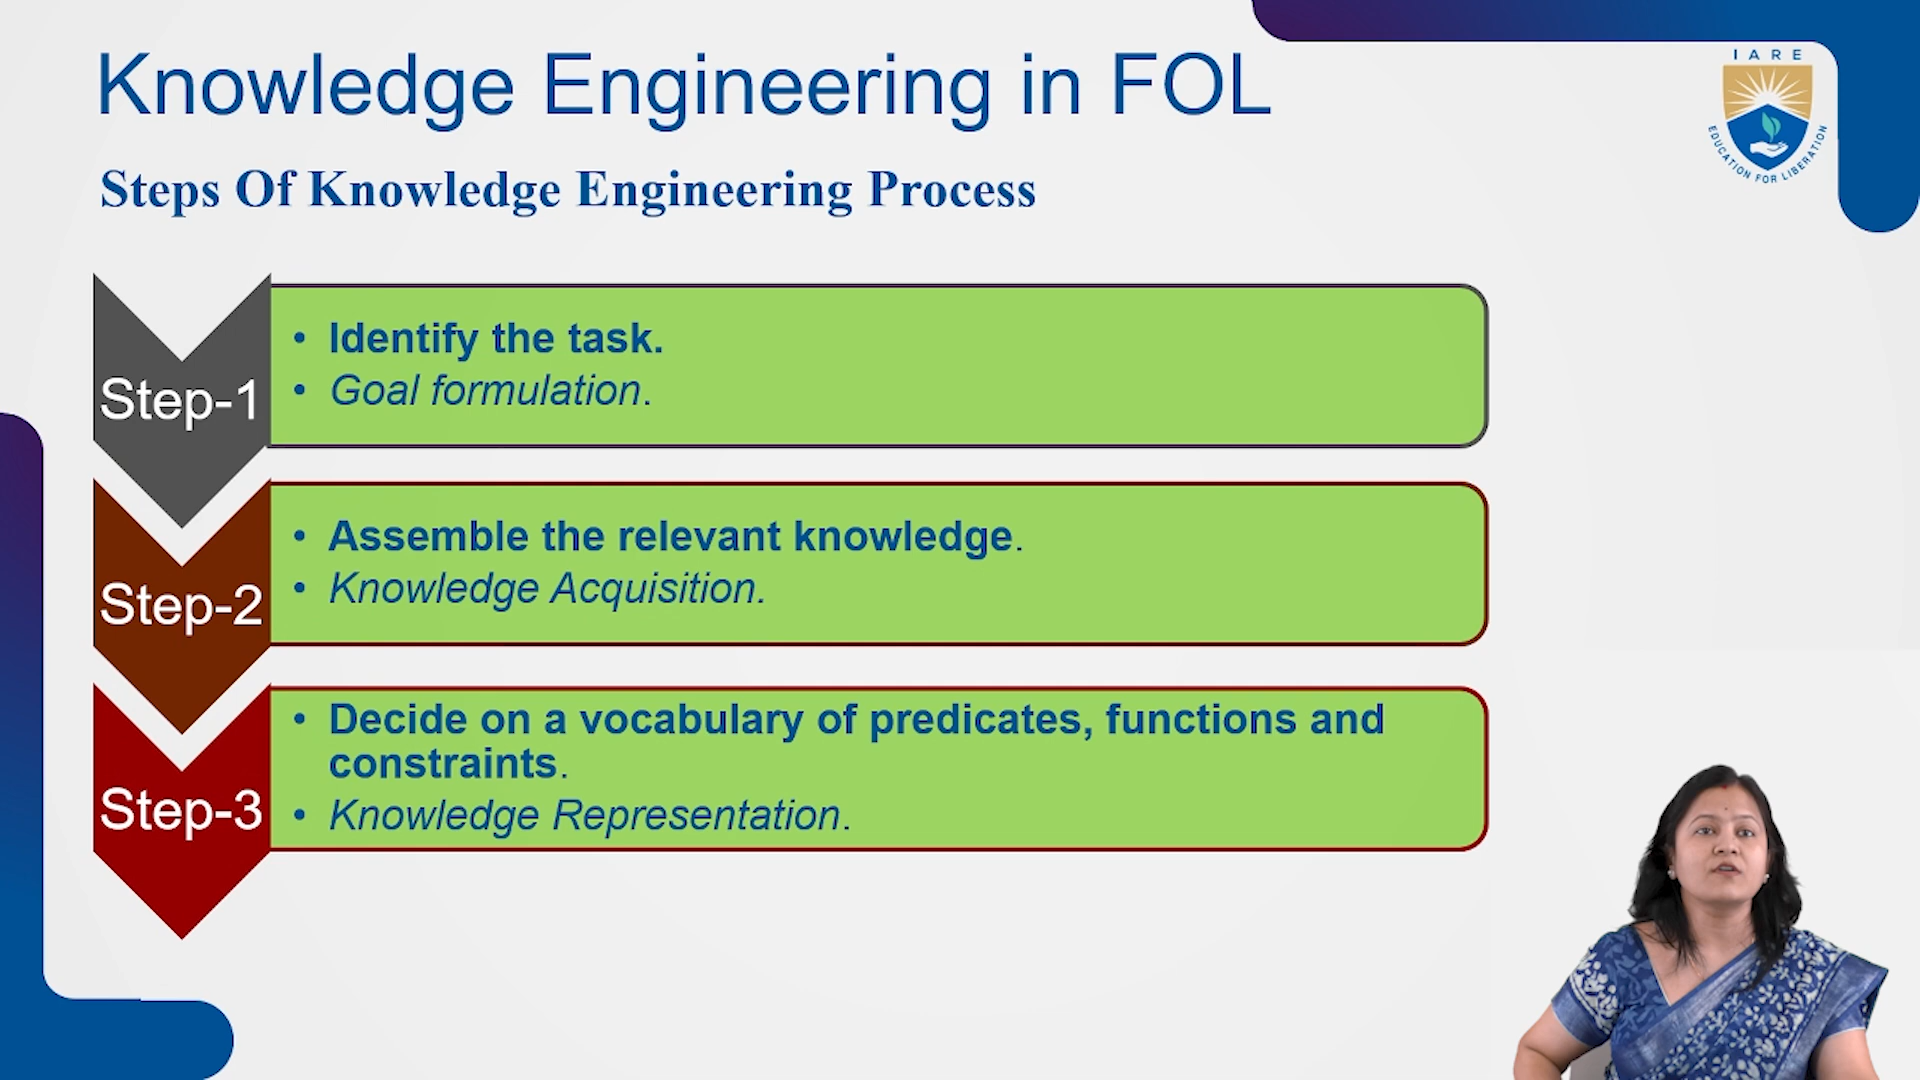 Knowledge Engineering in FOL
IARE
EDUCATION FOR LIBERATION
Steps Of Knowledge Engineering Process
Step-1
• Identify the task.
• Goal formulation.
Step-2
• Assemble the relevant knowledge.
• Knowledge Acquisition.
Step-3
• Decide on a vocabulary of predicates, functions and
constraints.
• Knowledge Representation.